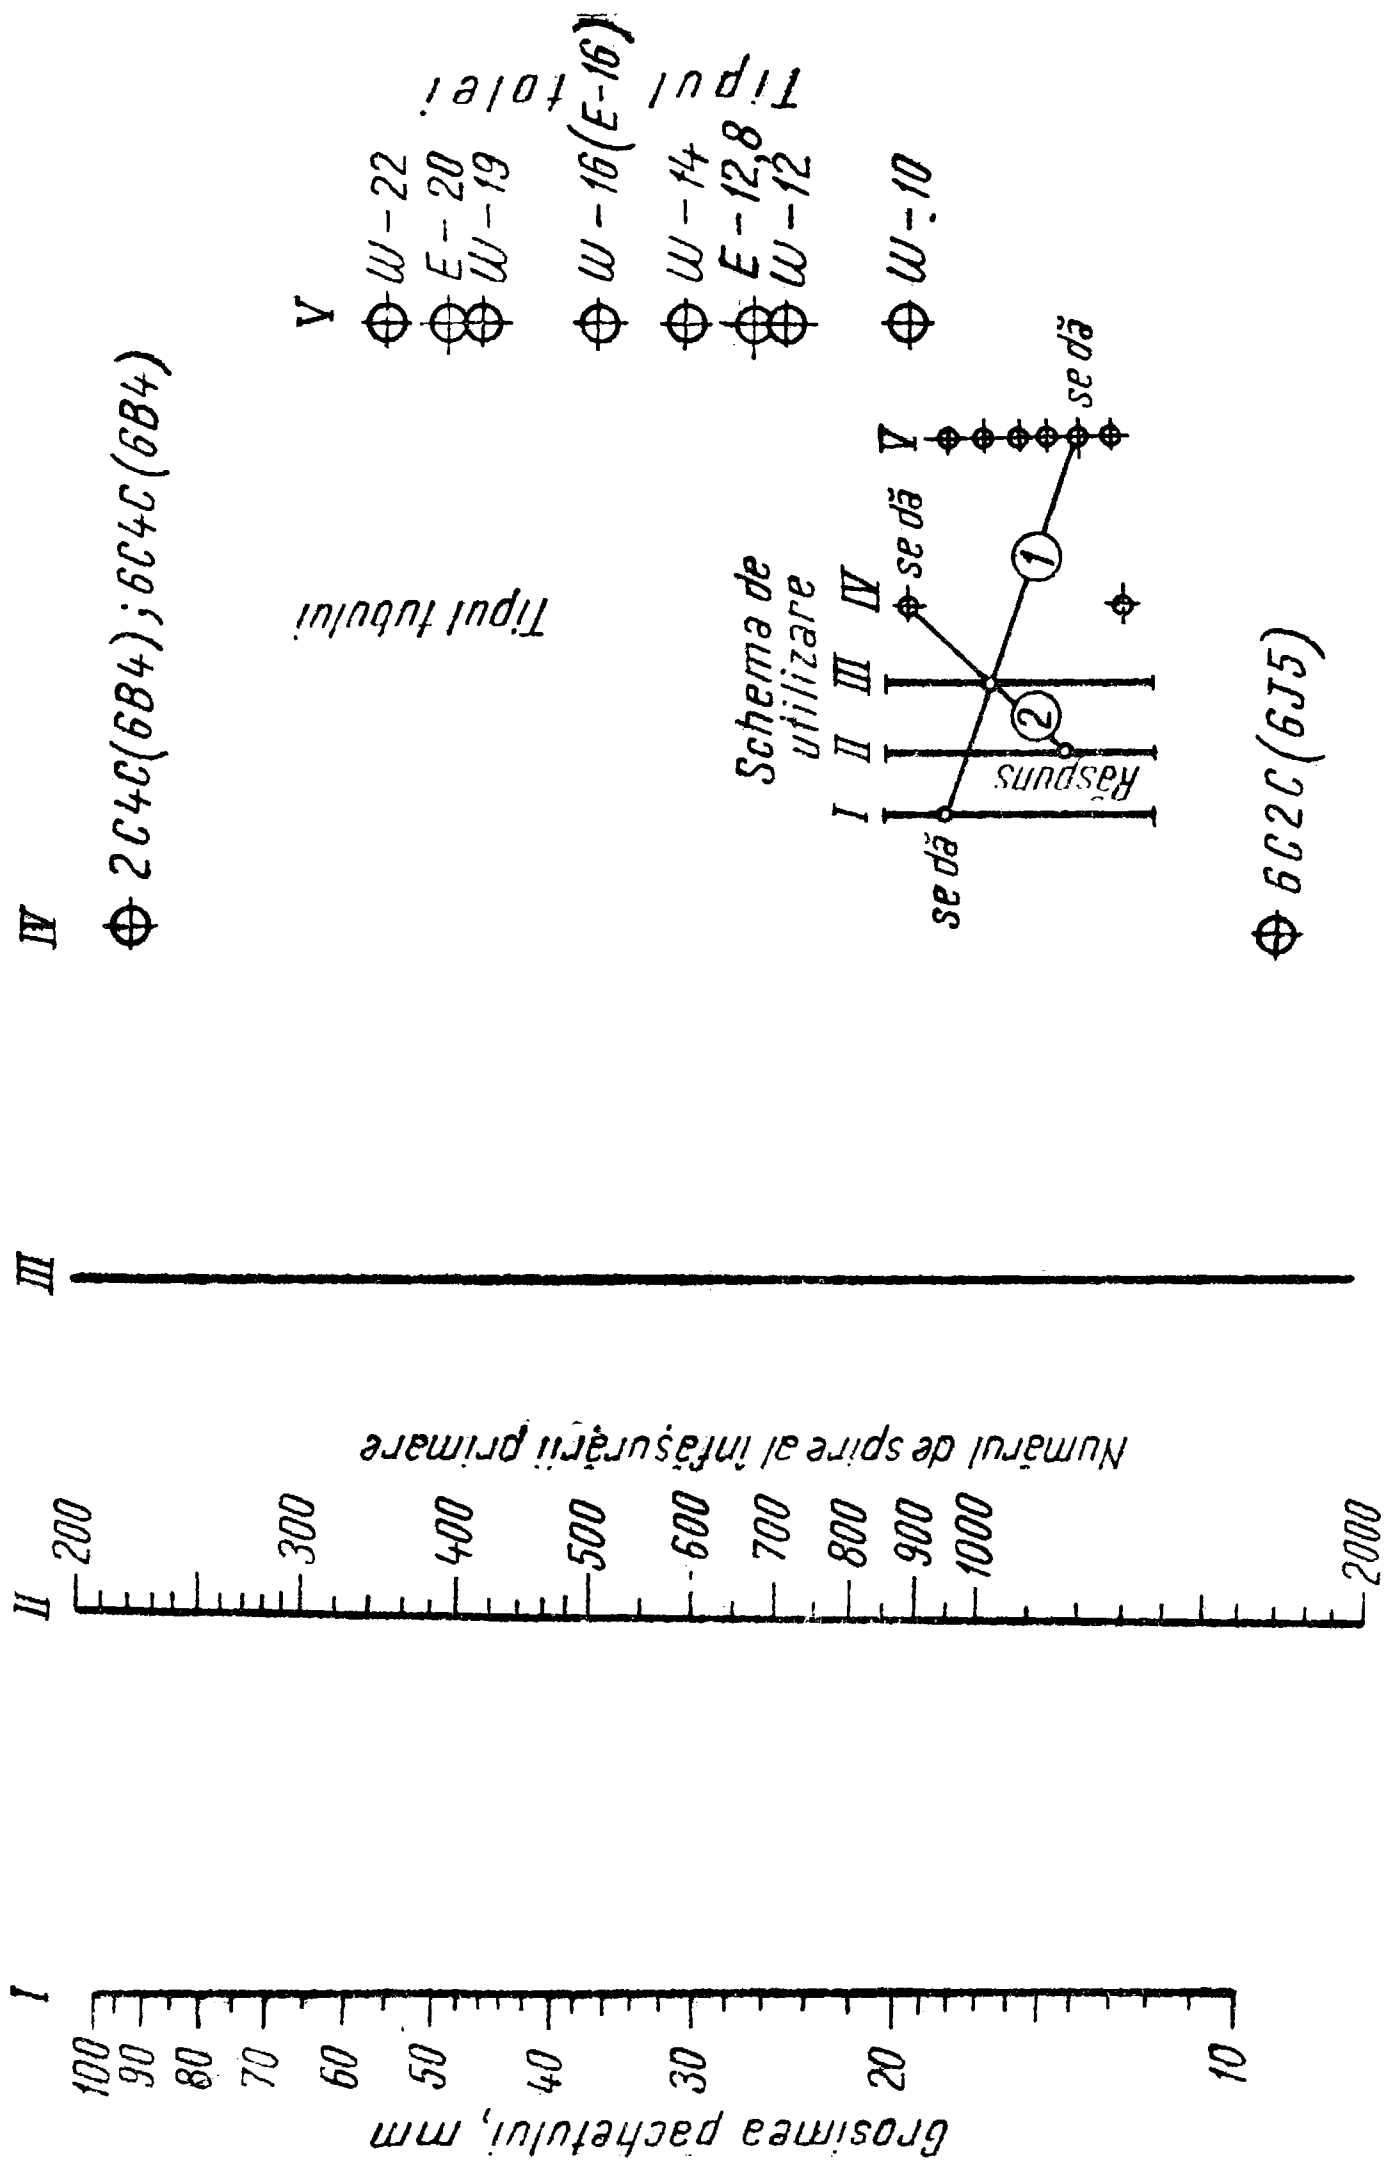 I
II
III
IV
V
Grosimea pachetului, mm
100
90
80
70
60
50
40
30
20
10
200
300
400
500
600
700
800
900
1000
2000
Numărul de spire al înfășurării primare
2C4C(6B4); 6C4C(6B4)
Tipul tubului
6C2C(6J5)
Ш-22
E-20
Ш-19
Ш-16(E-16)
Ш-14
E-12,8
Ш-12
Ш-10
Tipul tolei
Schema de
utilizare
I
II
III
IV
V
se dă
se dă
se dă
Răspuns
1
2